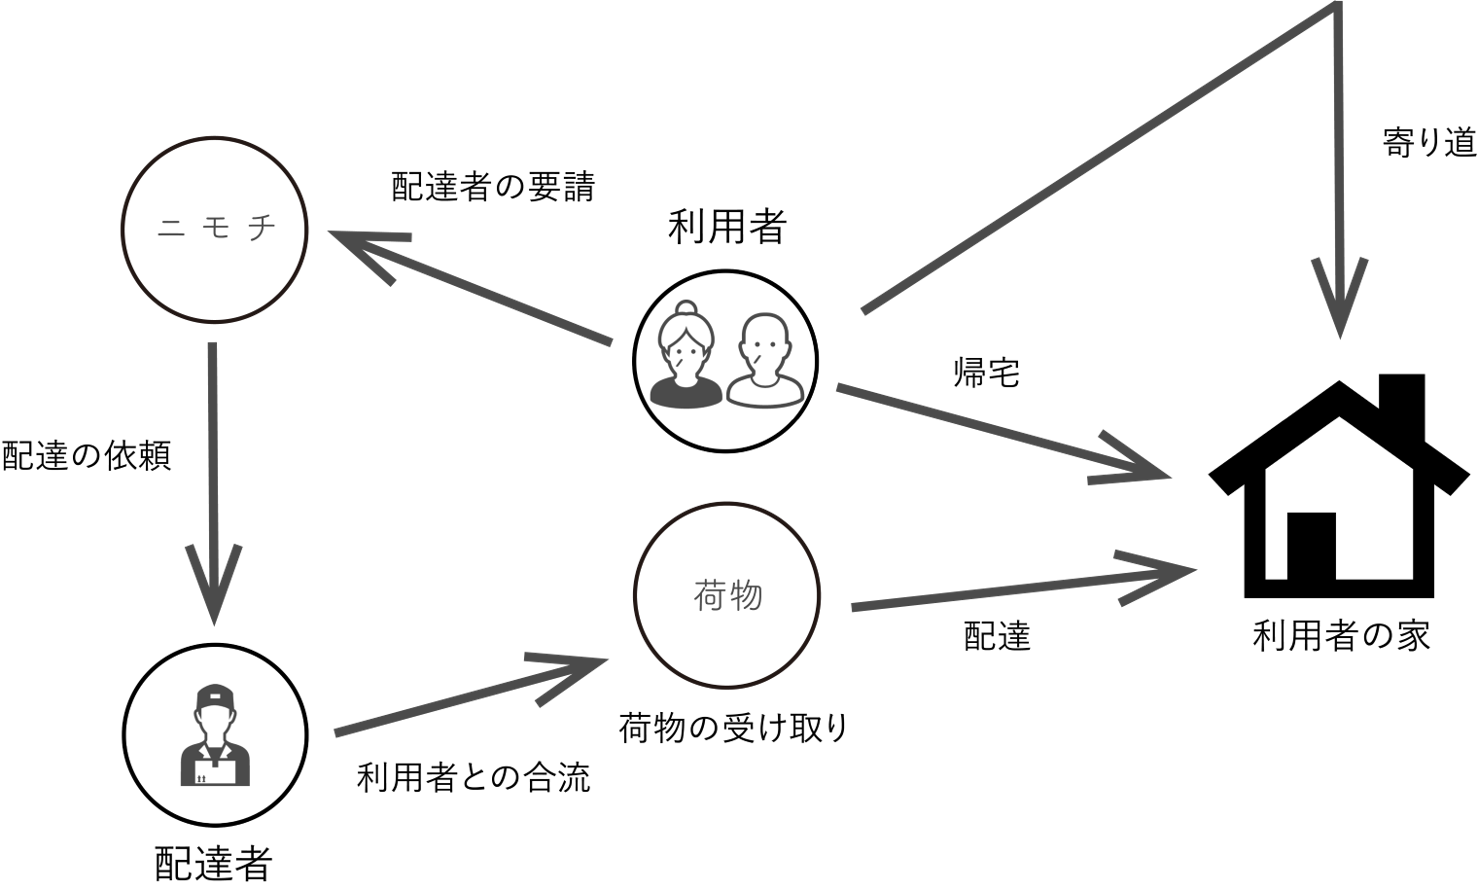 寄り道
配達者の要請
利用者
ニモチ
帰宅
配達の依頼
荷物
配達
利用者の家
荷物の受け取り
利用者との合流
配達者